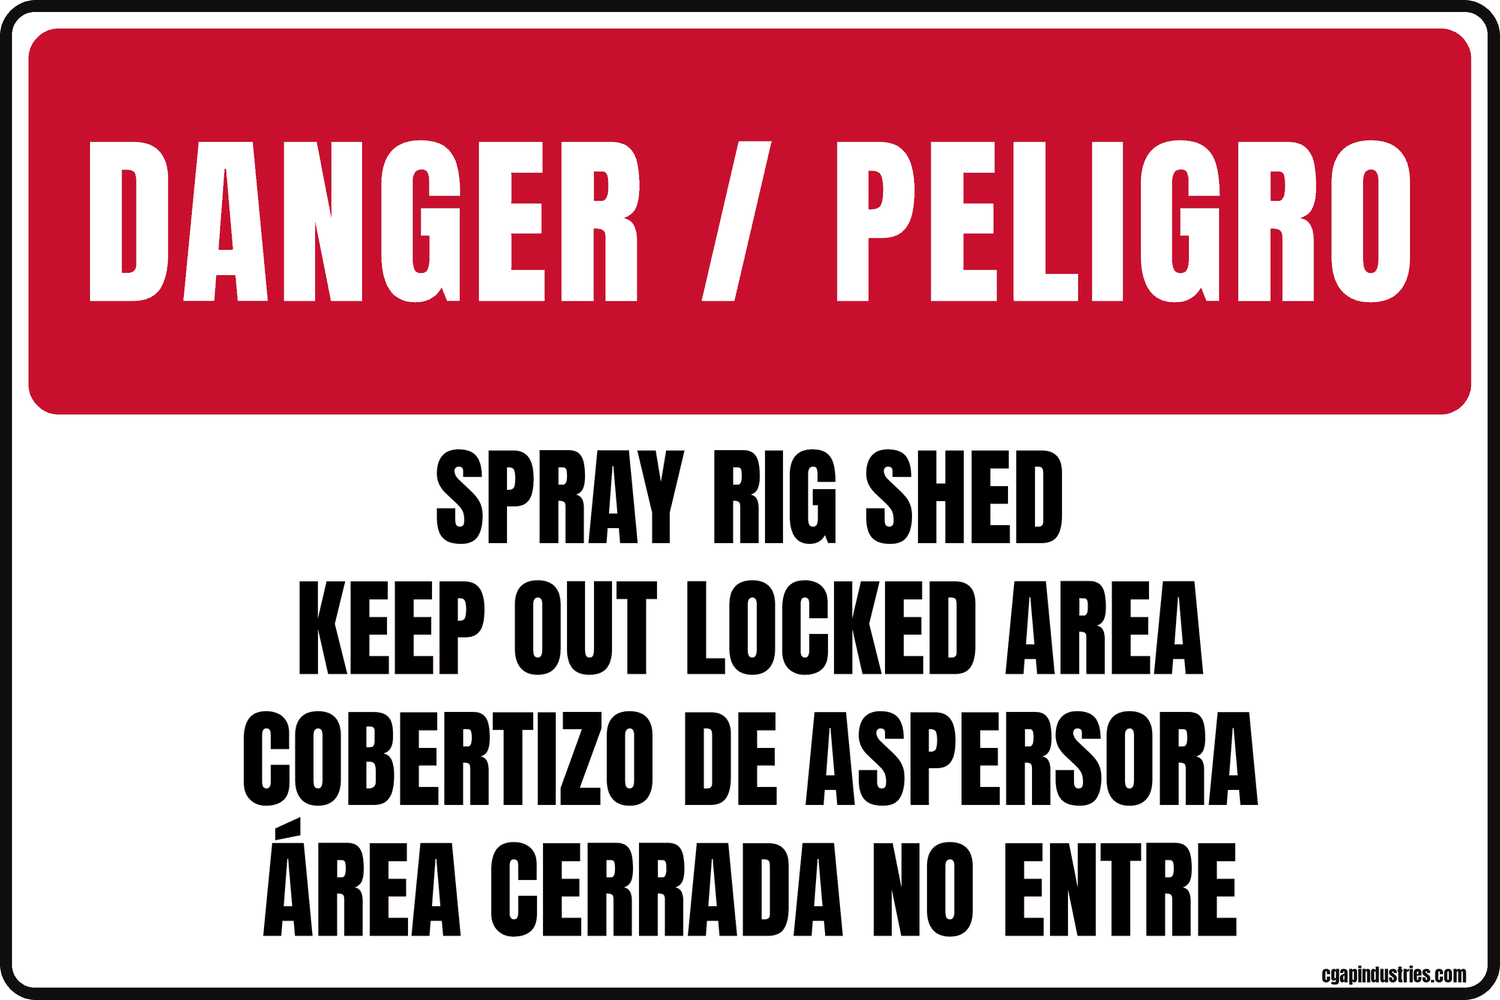 DANGER / PELIGRO
SPRAY RIG SHED
KEEP OUT LOCKED AREA
COBERTIZO DE ASPERSORA
ÁREA CERRADA NO ENTRE
cgapindustries.com